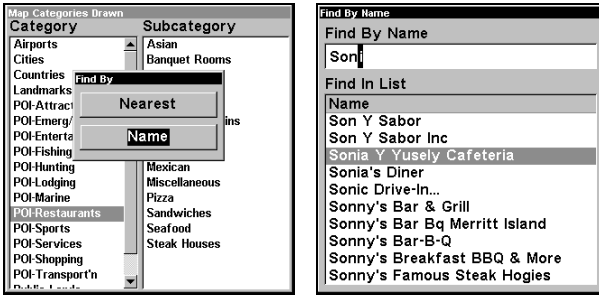 Map Categories Drawn
Category
Subcategory
Airports
Cities
Countries
Landmarks
POI-Attract
POI-Emerg/
POI-Enterta
POI-Fishing
POI-Hunting
POI-Lodging
POI-Marine
POI-Restaurants
POI-Sports
POI-Services
POI-Shopping
POI-Transport'n
Public Lands
Asian
Banquet Rooms
ins
Mexican
Miscellaneous
Pizza
Sandwiches
Seafood
Steak Houses
Find By
Nearest
Name
Find By Name
Find By Name
Soni
Find In List
Name
Son Y Sabor
Son Y Sabor Inc
Sonia Y Yusely Cafeteria
Sonia's Diner
Sonic Drive-In...
Sonny's Bar & Grill
Sonny's Bar Bq Merritt Island
Sonny's Bar-B-Q
Sonny's Breakfast BBQ & More
Sonny's Famous Steak Hogies